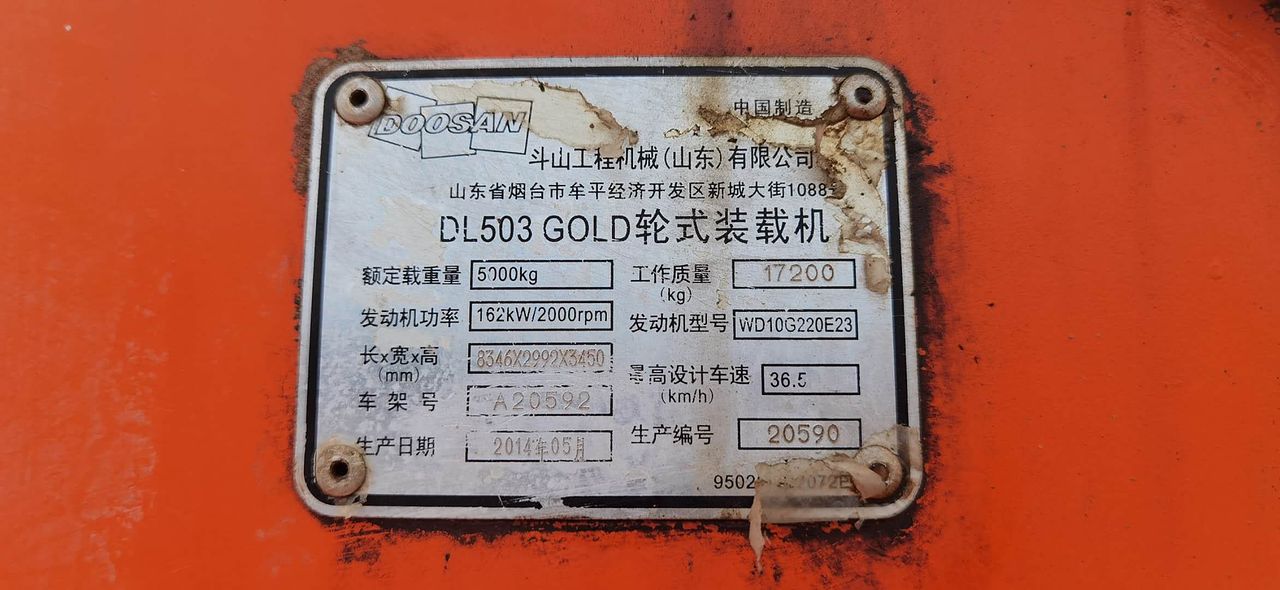 DOOSAN
中国制造
斗山工程机械(山东)有限公司
山东省烟台市牟平经济开发区新城大街1088
DL503 GOLD轮式装载机
额定载重量 5000kg 工作质量 (kg) 17200
发动机功率 162kW/2000rpm 发动机型号 WD10G220E23
长x宽x高 (mm) 8346X2992X3450 最高设计车速 (km/h) 36.5
车架号 A20592
生产日期 2014年05月 生产编号 20590